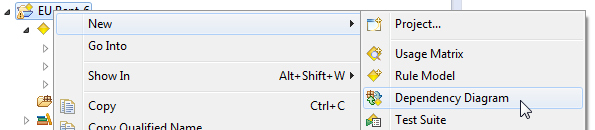 EU-Rent-6
New
Go Into
Show In Alt+Shift+W
Copy Ctrl+C
Copy Qualified Name
Project...
Usage Matrix
Rule Model
Dependency Diagram
Test Suite